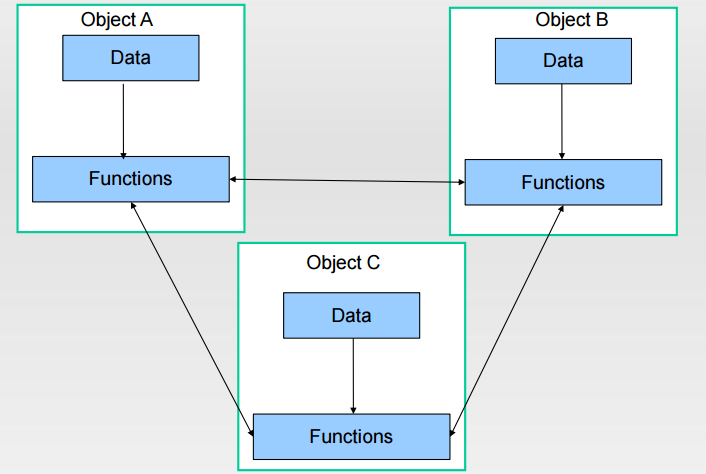 Object A
Data
Functions
Object B
Data
Functions
Object C
Data
Functions